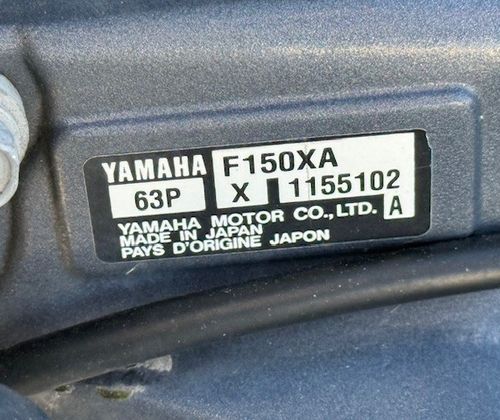 YAMAHA F150XA
63P X 1155102
YAMAHA MOTOR CO., LTD. A
MADE IN JAPAN
PAYS D'ORIGINE JAPON